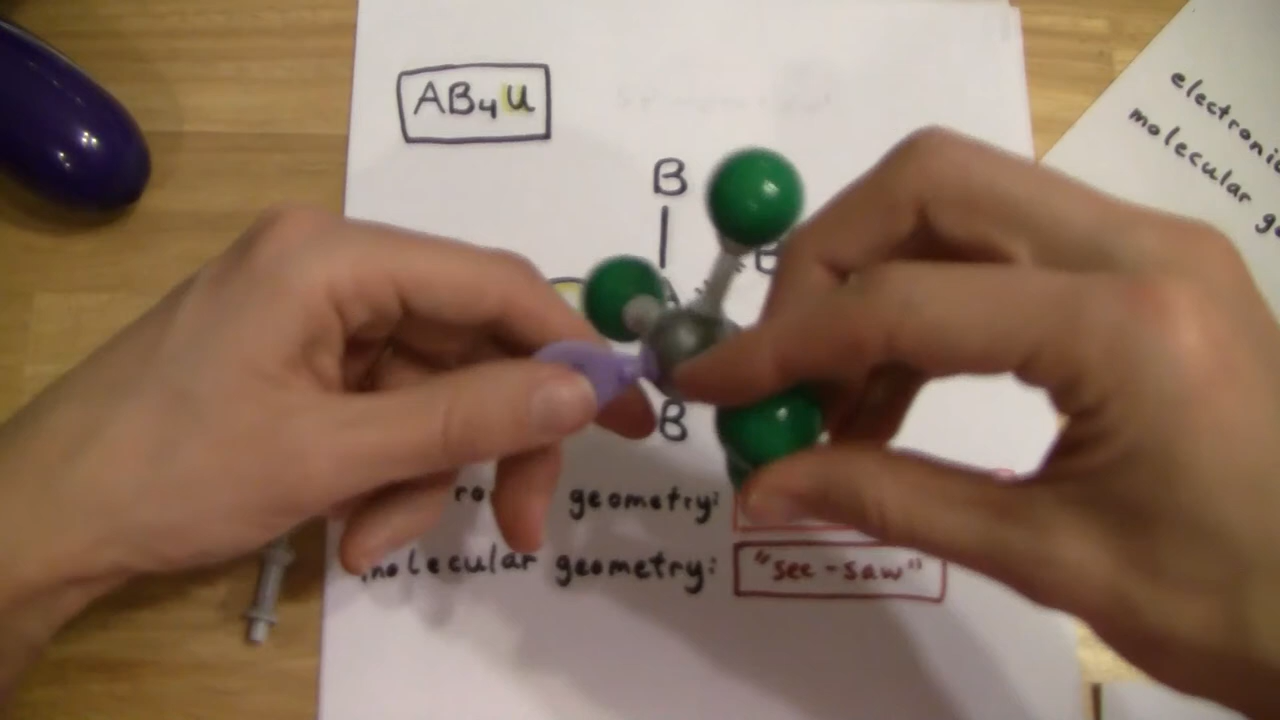 AB₄U
B
B
geometry:
molecular geometry: "see-saw"
electronic
molecular